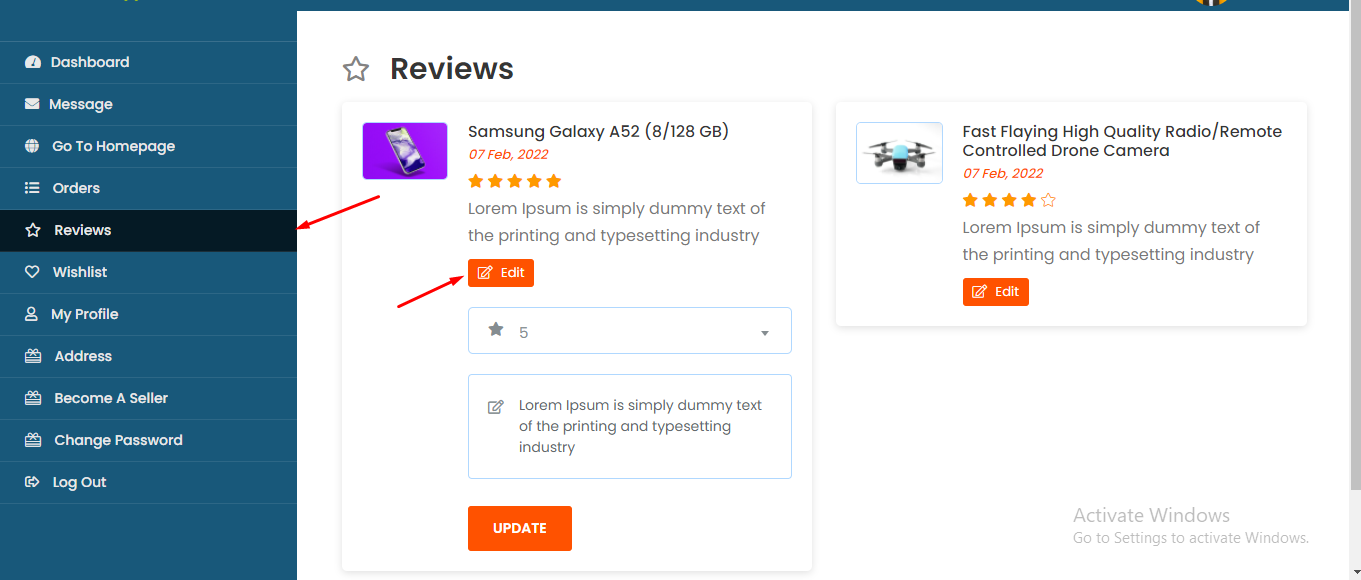 Dashboard
Message
Go To Homepage
Orders
Reviews
Wishlist
My Profile
Address
Become A Seller
Change Password
Log Out
Reviews
Samsung Galaxy A52 (8/128 GB)
07 Feb, 2022
Lorem Ipsum is simply dummy text of
the printing and typesetting industry
Edit
5
Lorem Ipsum is simply dummy text
of the printing and typesetting
industry
UPDATE
Fast Flaying High Quality Radio/Remote
Controlled Drone Camera
07 Feb, 2022
Lorem Ipsum is simply dummy text of
the printing and typesetting industry
Edit
Activate Windows
Go to Settings to activate Windows.